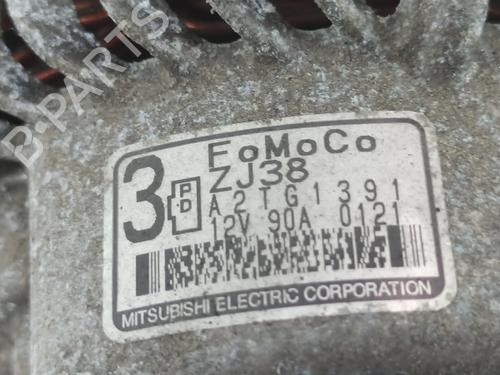 FoMoCo
3 P D ZJ38
A2TG1391
12V 90A 0121
MITSUBISHI ELECTRIC CORPORATION
B-PARTS